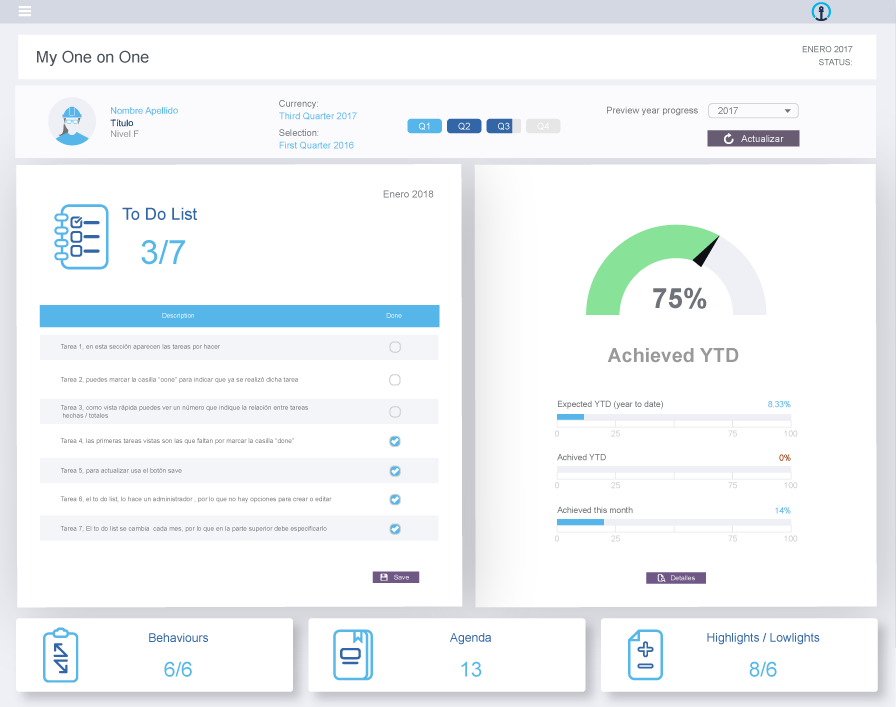 My One on One
ENERO 2017
STATUS:
Nombre Apellido
Título
Nivel F
Currency:
Third Quarter 2017
Selection:
First Quarter 2016
Q1 Q2 Q3 Q4
Preview year progress 2017
Actualizar
Enero 2018
To Do List
3/7
Description Done
Tarea 1, en esta sección aparecen las tareas por hacer
Tarea 2, puedes marcar la casilla "done" para indicar que ya se realizó dicha tarea
Tarea 3, como vista rápida puedes ver un número que indique la relación entre tareas
hechas / totales
Tarea 4, las primeras tareas vistas son las que faltan por marcar la casilla "done"
Tarea 5, para actualizar usa el botón save
Tarea 6, el to do list, lo hace un administrador , por lo que no hay opciones para crear o editar
Tarea 7, El to do list se cambia cada mes, por lo que en la parte superior debe especificarlo
Save
75%
Achieved YTD
Expected YTD (year to date) 8.33%
0 25 75 100
Achived YTD 0%
0 25 75 100
Achieved this month 14%
0 25 75 100
Detalles
Behaviours
6/6
Agenda
13
Highlights / Lowlights
8/6